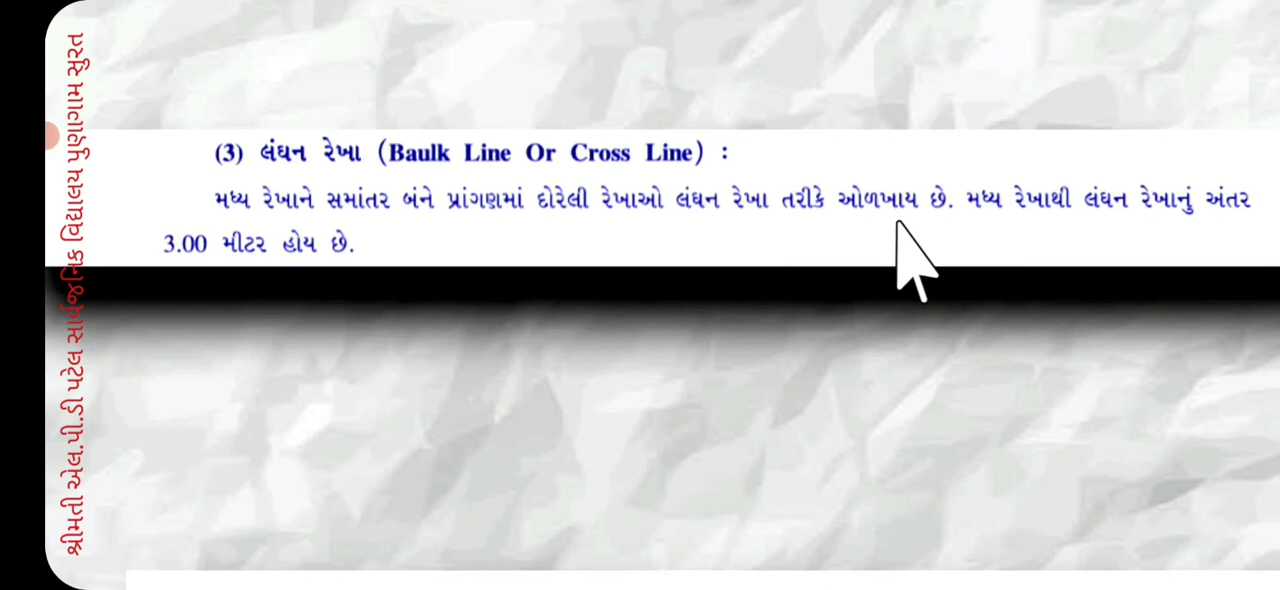 (3) લંઘન રેખા (Baulk Line Or Cross Line) :
મધ્ય રેખાને સમાંતર બંને પ્રાંગણમાં દોરેલી રેખાઓ લંઘન રેખા તરીકે ઓળખાય છે. મધ્ય રેખાથી લંઘન રેખાનું અંતર
3.00 મીટર હોય છે.
શ્રીમતી એલ.પી.ડી પટેલ સાર્વજનિક વિદ્યાલય પુણાગામ સુરત